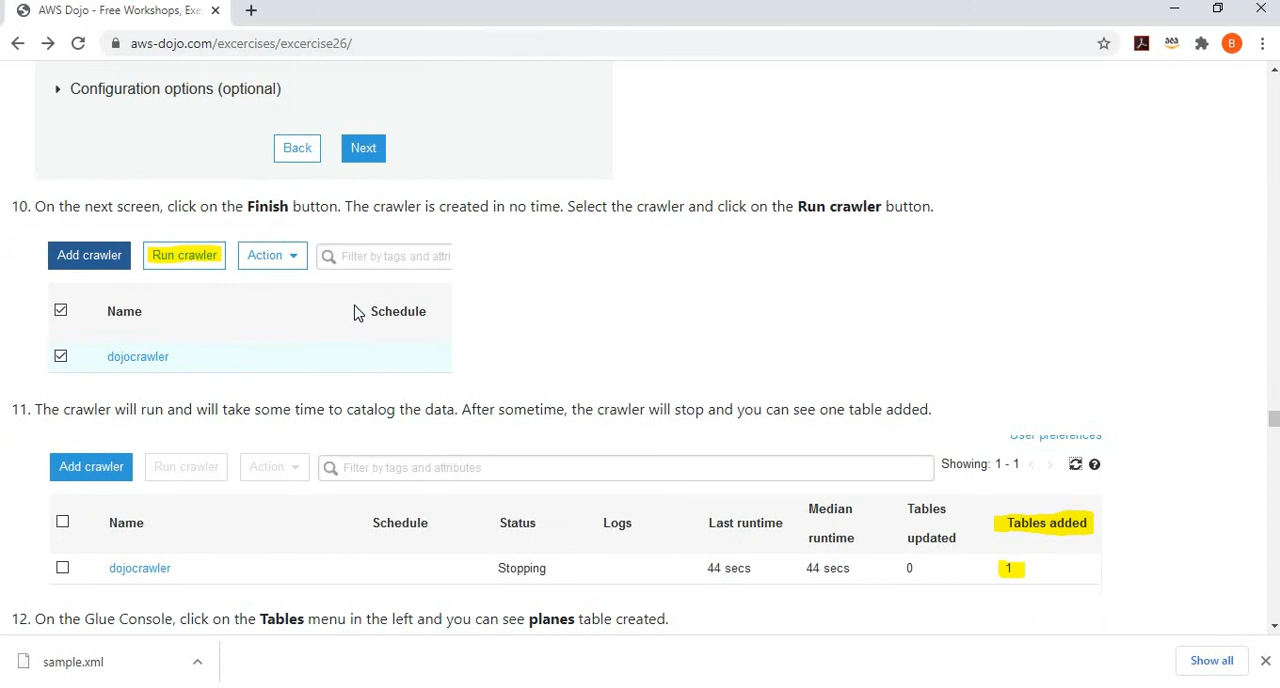 AWS Dojo - Free Workshops, Exe
aws-dojo.com/excercises/excercise26/
B
Configuration options (optional)
Back
Next
10. On the next screen, click on the Finish button. The crawler is created in no time. Select the crawler and click on the Run crawler button.
Add crawler
Run crawler
Action
Filter by tags and attri
Name
Schedule
dojocrawler
11. The crawler will run and will take some time to catalog the data. After sometime, the crawler will stop and you can see one table added.
User preferences
Add crawler
Run crawler
Action
Filter by tags and attributes
Showing: 1 - 1
Name
Schedule
Status
Logs
Last runtime
Median
runtime
Tables
updated
Tables added
dojocrawler
Stopping
44 secs
44 secs
0
1
12. On the Glue Console, click on the Tables menu in the left and you can see planes table created.
sample.xml
Show all